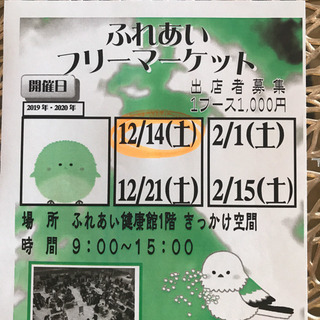 ふれあい
フリーマーケット
開催日
出店者募集
1ブース1,000円
2019年・2020年
12/14(土)
2/1(土)
12/21(土)
2/15(土)
場所 ふれあい健康館1階 きっかけ空間
時間 9:00~15:00